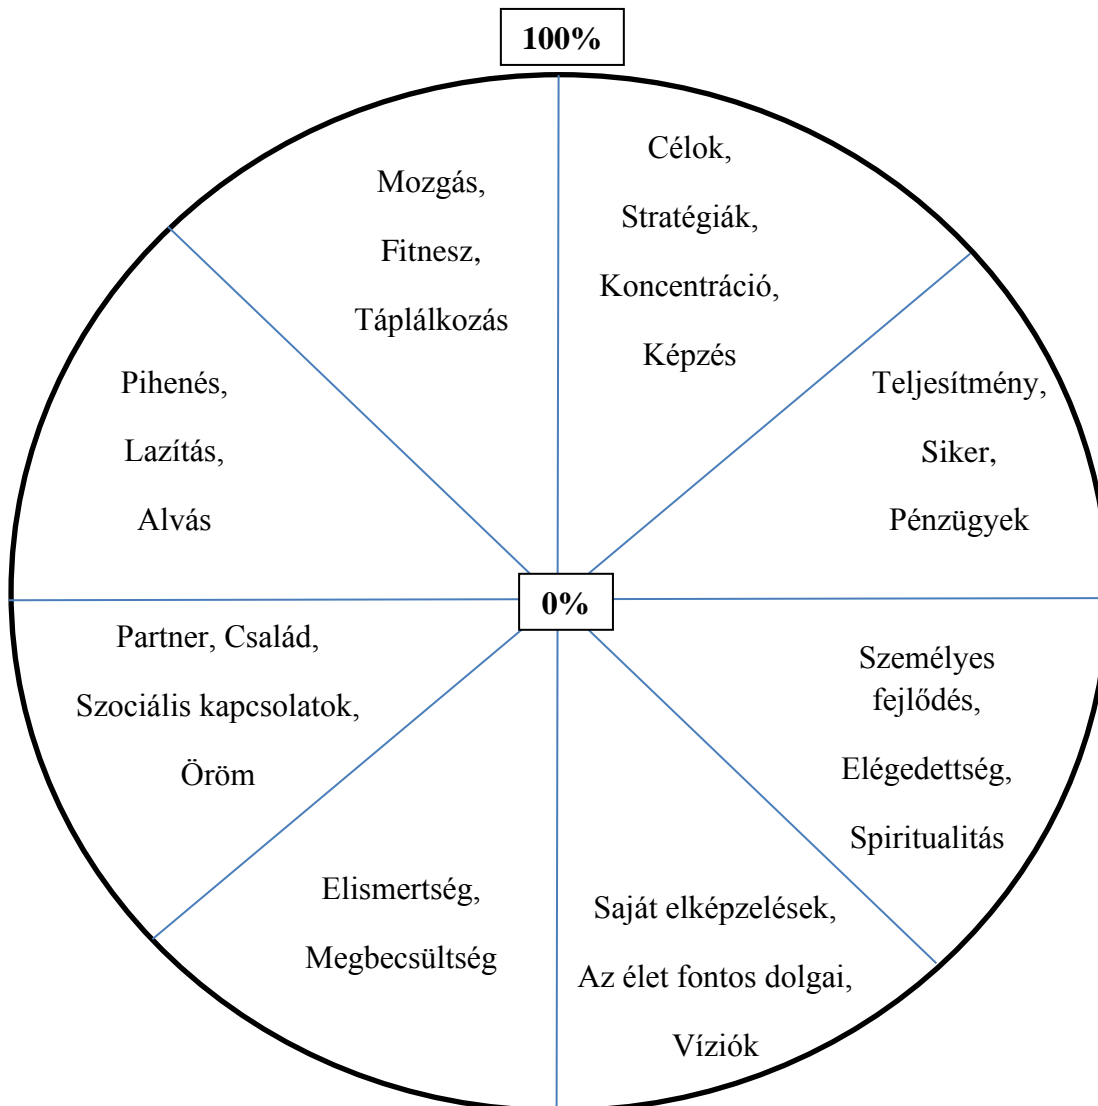 100%
Célok,
Stratégiák,
Koncentráció,
Képzés
Teljesítmény,
Siker,
Pénzügyek
Személyes
fejlődés,
Elégedettség,
Spiritualitás
Saját elképzelések,
Az élet fontos dolgai,
Víziók
Elismertség,
Megbecsültség
Partner, Család,
Szociális kapcsolatok,
Öröm
Pihenés,
Lazítás,
Alvás
Mozgás,
Fitnesz,
Táplálkozás
0%